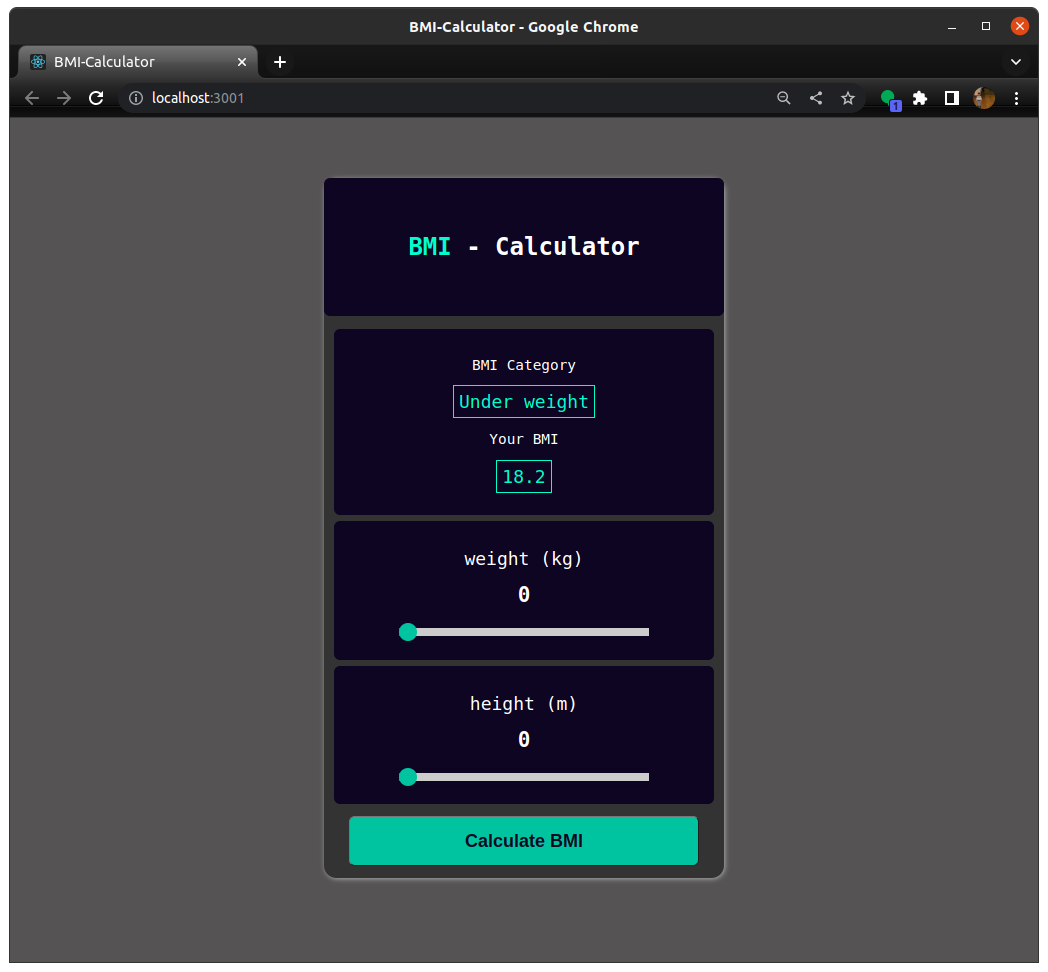 BMI-Calculator - Google Chrome
BMI-Calculator
localhost:3001
1
BMI - Calculator
BMI Category
Under weight
Your BMI
18.2
weight (kg)
0
height (m)
0
Calculate BMI